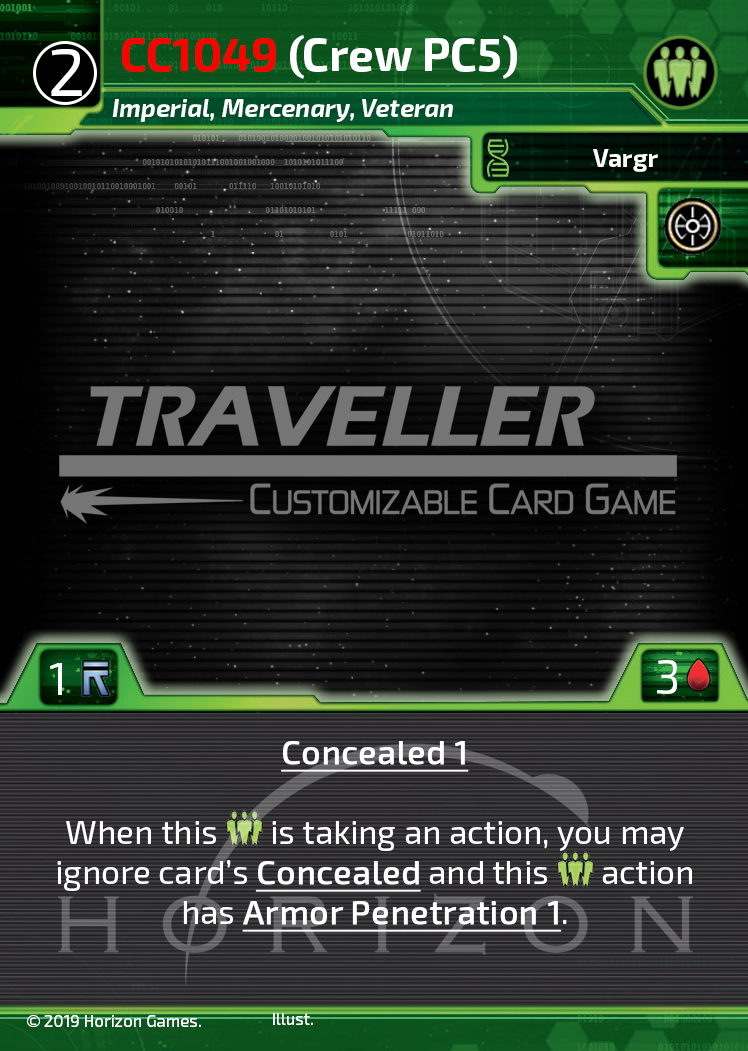 2
CC1049 (Crew PC5)
Imperial, Mercenary, Veteran
Vargr
TRAVELLER
CUSTOMIZABLE CARD GAME
1
3
Concealed 1
When this is taking an action, you may
ignore card's Concealed and this action
has Armor Penetration 1.
HORIZON
© 2019 Horizon Games.
Illust.